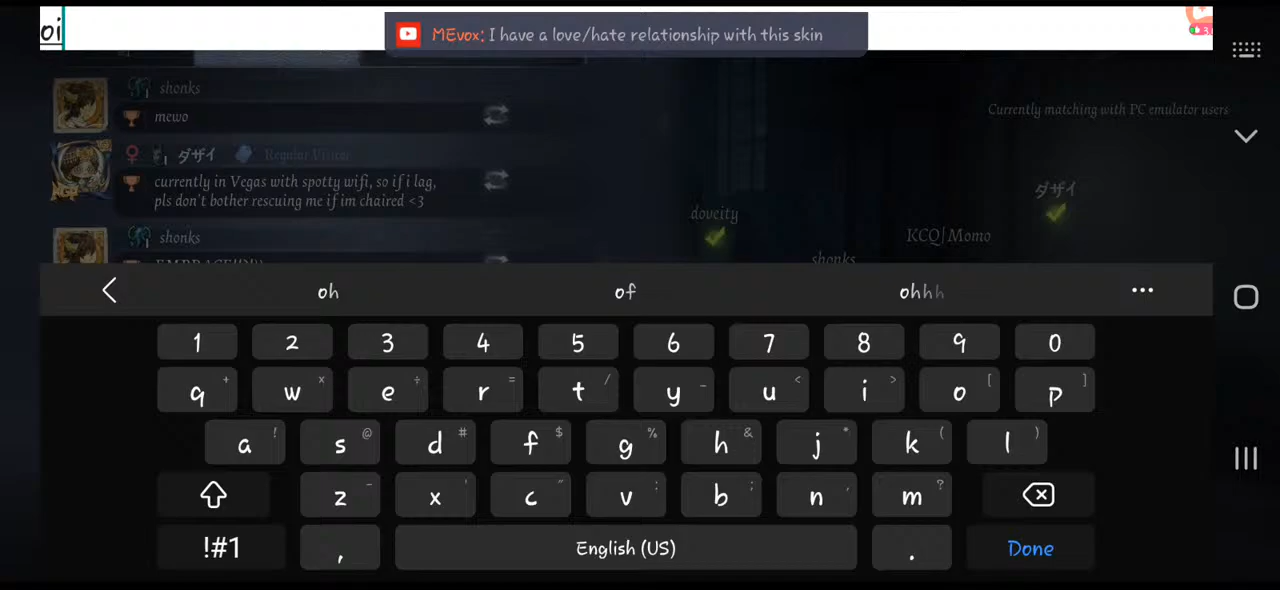 oi
MEvox: I have a love/hate relationship with this skin
shonks
mewo
Currently matching with PC emulator users
ダザイ Regular Visitor
currently in Vegas with spotty wifi, so if i lag,
pls don't bother rescuing me if im chaired <3
ダザイ
doveity
KCQ|Momo
shonks
shonks
oh of ohhh
1 2 3 4 5 6 7 8 9 0
q + w × e ÷ r = t / y _ u < i > o [ p ]
a ! s @ d # f $ g % h & j * k ( l )
z - x ' c " v : b ; n , m ?
!#1 , English (US) . Done